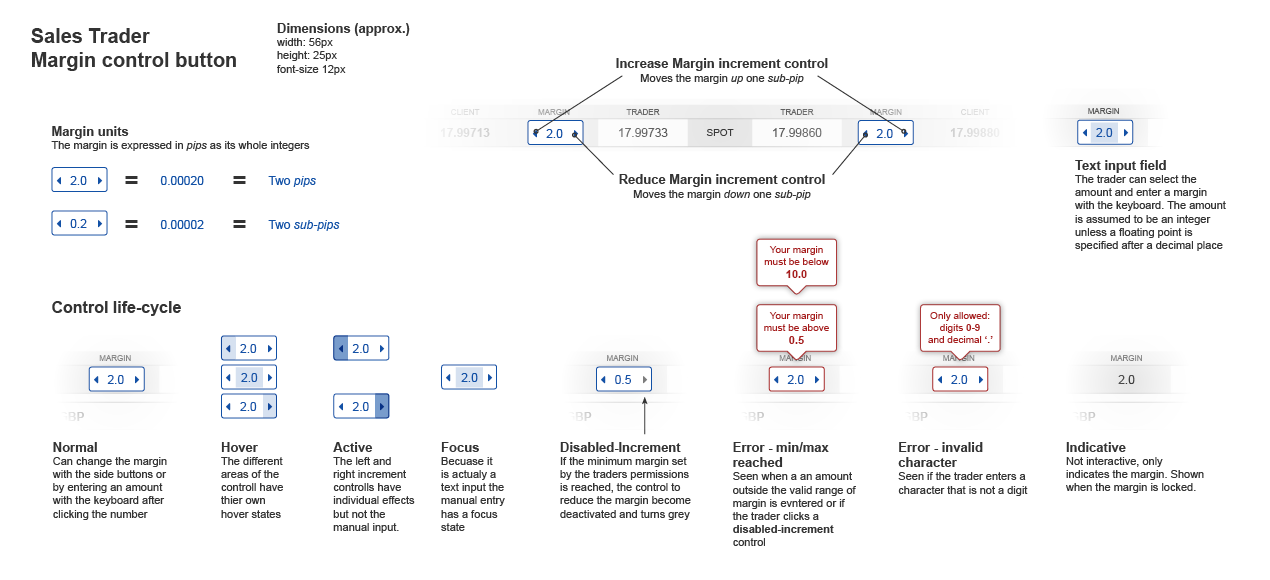 Sales Trader
Margin control button
Dimensions (approx.)
width: 56px
height: 25px
font-size 12px
Increase Margin increment control
Moves the margin up one sub-pip
CLIENT
MARGIN
TRADER
TRADER
MARGIN
CLIENT
17.99713
2.0
17.99733
SPOT
17.99860
2.0
17.99880
Reduce Margin increment control
Moves the margin down one sub-pip
MARGIN
2.0
Text input field
The trader can select the
amount and enter a margin
with the keyboard. The amount
is assumed to be an integer
unless a floating point is
specified after a decimal place
Margin units
The margin is expressed in pips as its whole integers
2.0 = 0.00020 = Two pips
0.2 = 0.00002 = Two sub-pips
Control life-cycle
MARGIN
2.0
BP
Normal
Can change the margin
with the side buttons or
by entering an amount
with the keyboard after
clicking the number
2.0
2.0
2.0
Hover
The different
areas of the
controll have
thier own
hover states
2.0
2.0
Active
The left and
right increment
controlls have
individual effects
but not the
manual input.
2.0
Focus
Becuase it
is actualy a
text input the
manual entry
has a focus
state
MARGIN
0.5
BP
Disabled-Increment
If the minimum margin set
by the traders permissions
is reached, the control to
reduce the margin become
deactivated and turns grey
Your margin
must be below
10.0
Your margin
must be above
0.5
MARGIN
2.0
BP
Error - min/max
reached
Seen when a an amount
outside the valid range of
margin is evntered or if
the trader clicks a
disabled-increment
control
Only allowed:
digits 0-9
and decimal ‘.’
MARGIN
2.0
BP
Error - invalid
character
Seen if the trader enters a
character that is not a digit
MARGIN
2.0
BP
Indicative
Not interactive, only
indicates the margin. Shown
when the margin is locked.